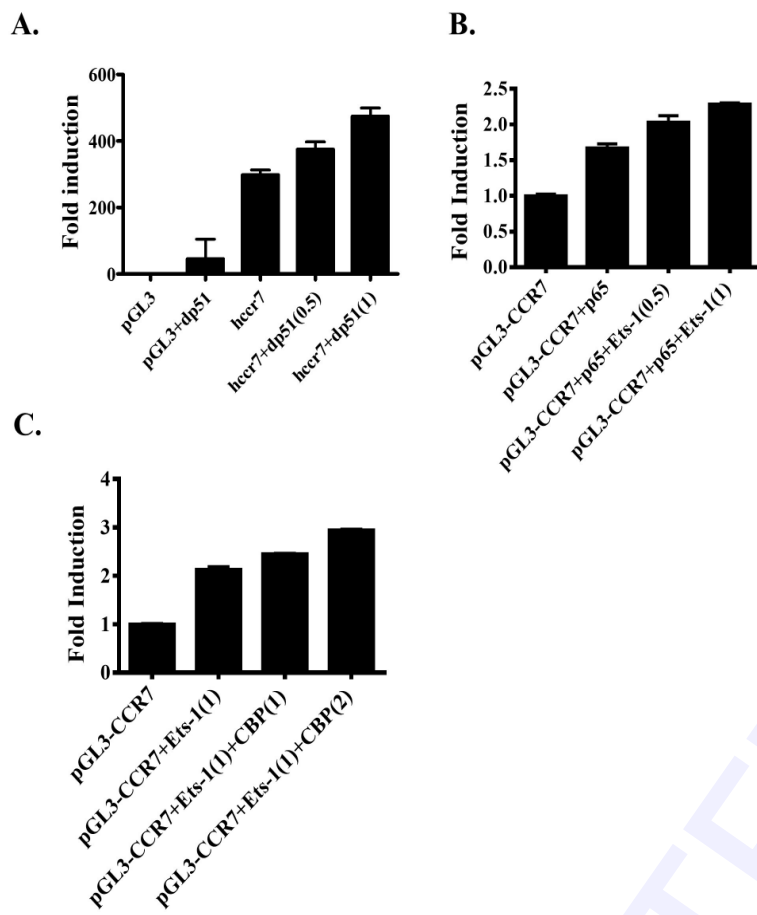 A.
Fold induction
600
400
200
0
pGL3
pGL3+dp51
hccr7
hccr7+dp51(0.5)
hccr7+dp51(1)
B.
Fold Induction
2.5
2.0
1.5
1.0
0.5
0.0
pGL3-CCR7
pGL3-CCR7+p65
pGL3-CCR7+p65+Ets-1(0.5)
pGL3-CCR7+p65+Ets-1(1)
C.
Fold Induction
4
3
2
1
0
pGL3-CCR7
pGL3-CCR7+Ets-1(1)
pGL3-CCR7+Ets-1(1)+CBP(1)
pGL3-CCR7+Ets-1(1)+CBP(2)